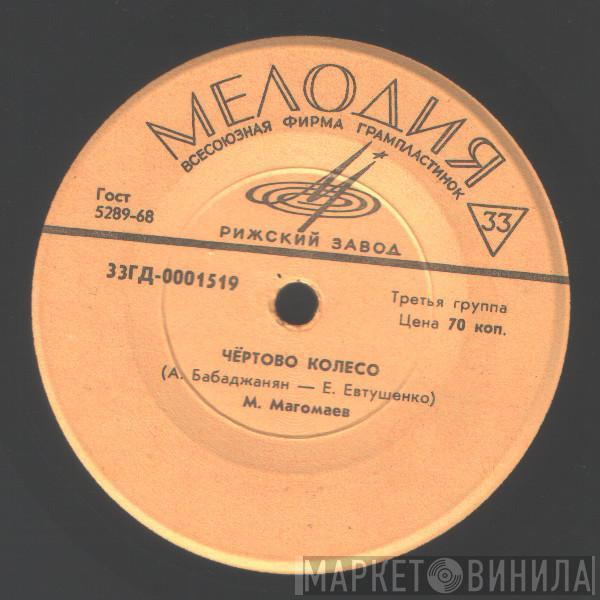 МЕЛОДИЯ
ВСЕСОЮЗНАЯ ФИРМА ГРАМПЛАСТИНОК
33
Гост
5289-68
РИЖСКИЙ ЗАВОД
33ГД-0001519
Третья группа
Цена 70 коп.
ЧЁРТОВО КОЛЕСО
(А. Бабаджанян — Е. Евтушенко)
М. Магомаев
МАРКЕТ ВИНИЛА